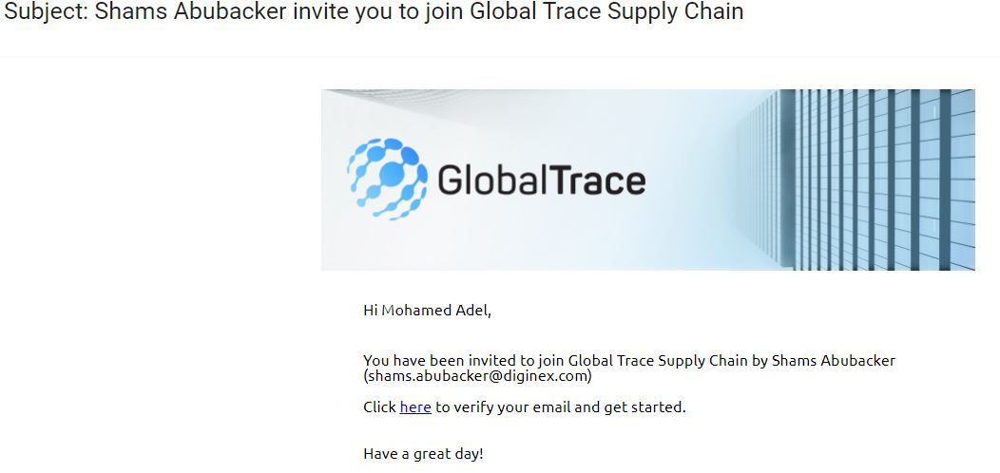 Subject: Shams Abubacker invite you to join Global Trace Supply Chain
GlobalTrace
Hi Mohamed Adel,
You have been invited to join Global Trace Supply Chain by Shams Abubacker
(shams.abubacker@diginex.com)
Click here to verify your email and get started.
Have a great day!